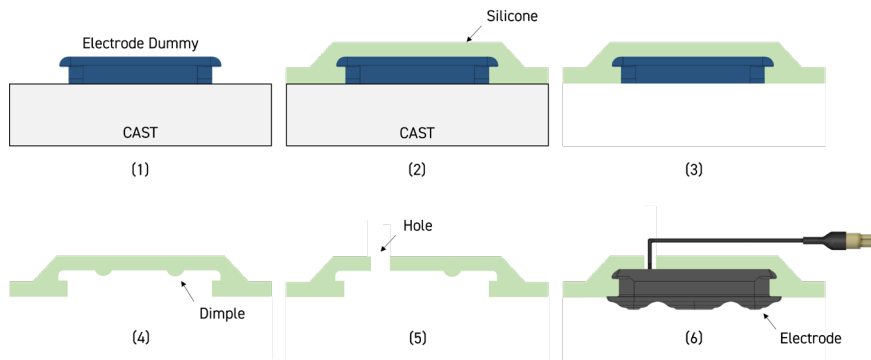 Electrode Dummy
CAST
(1)
Silicone
CAST
(2)
(3)
Dimple
(4)
Hole
(5)
Electrode
(6)